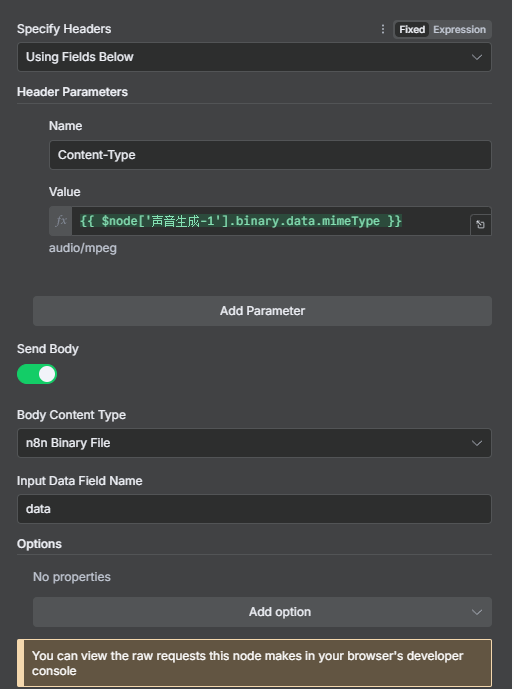 Specify Headers
Fixed Expression
Using Fields Below
Header Parameters
Name
Content-Type
Value
fx {{ $node['声音生成-1'].binary.data.mimeType }}
audio/mpeg
Add Parameter
Send Body
Body Content Type
n8n Binary File
Input Data Field Name
data
Options
No properties
Add option
You can view the raw requests this node makes in your browser's developer
console